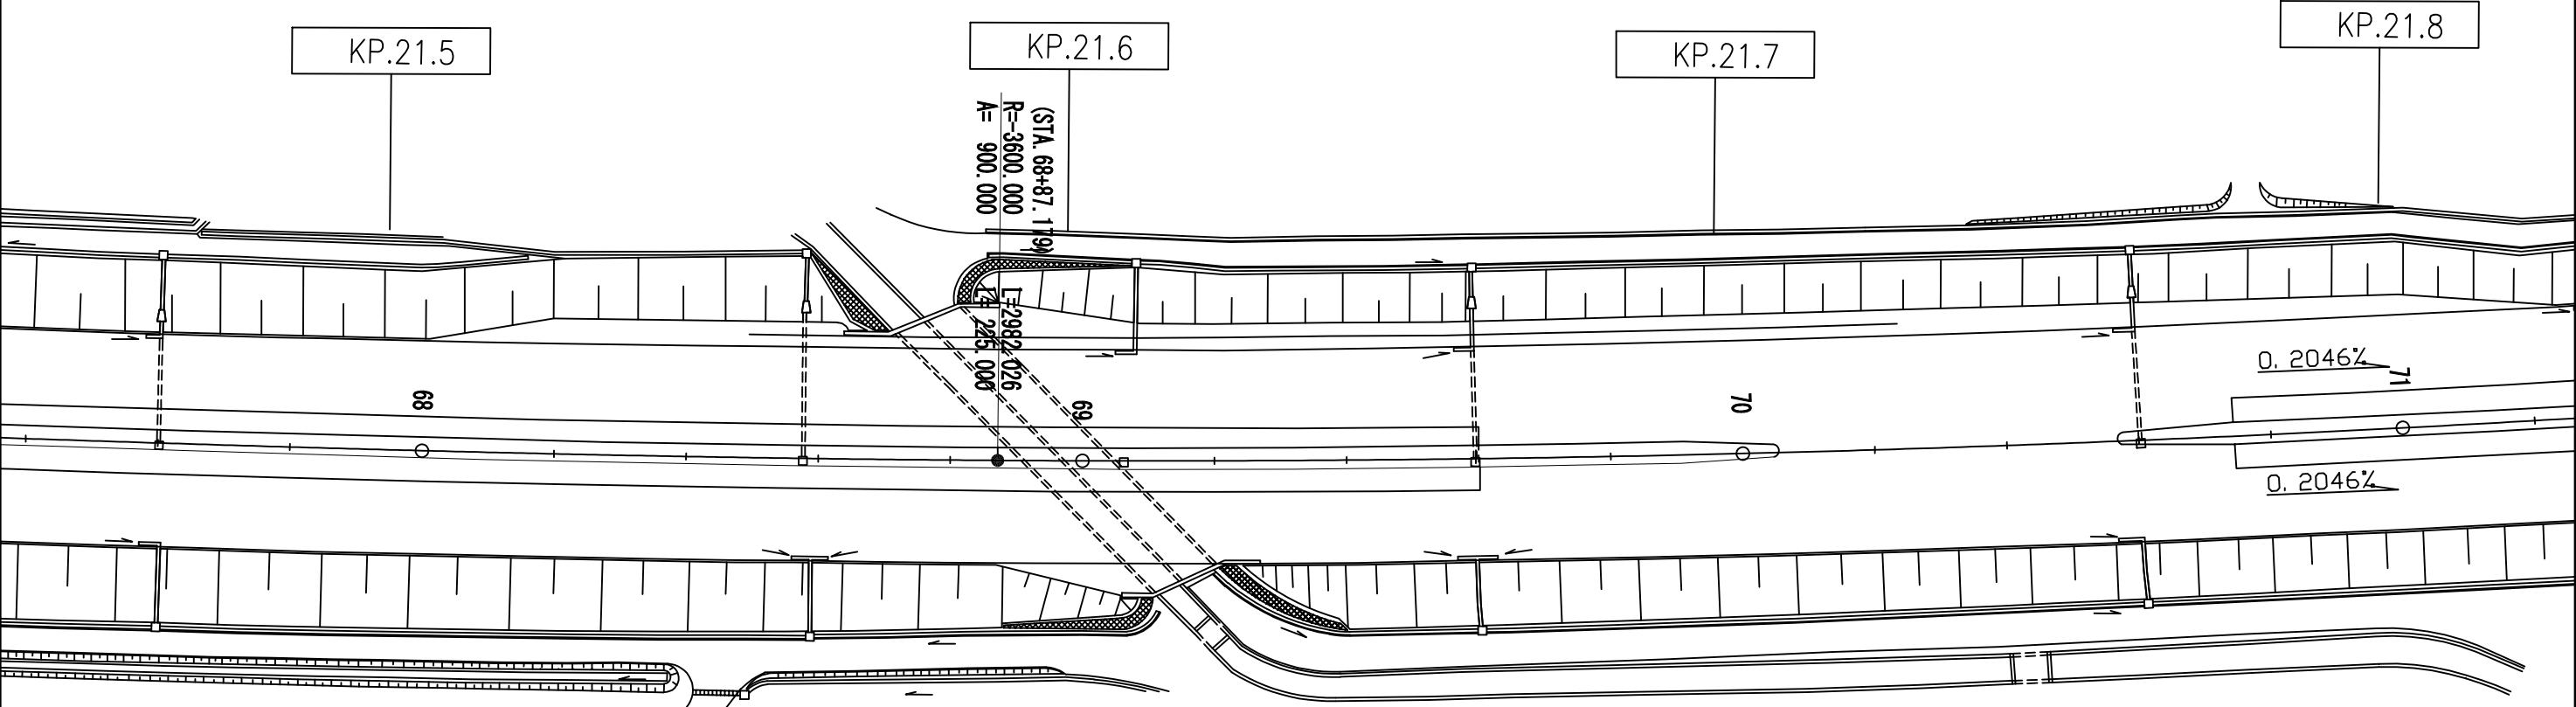 KP.21.5
KP.21.6
KP.21.7
KP.21.8
(STA. 68+87.179)
R=-3600.000
A= 900.000
L=2982.026
L= 225.000
68
69
70
71
0. 2046%
0. 2046%